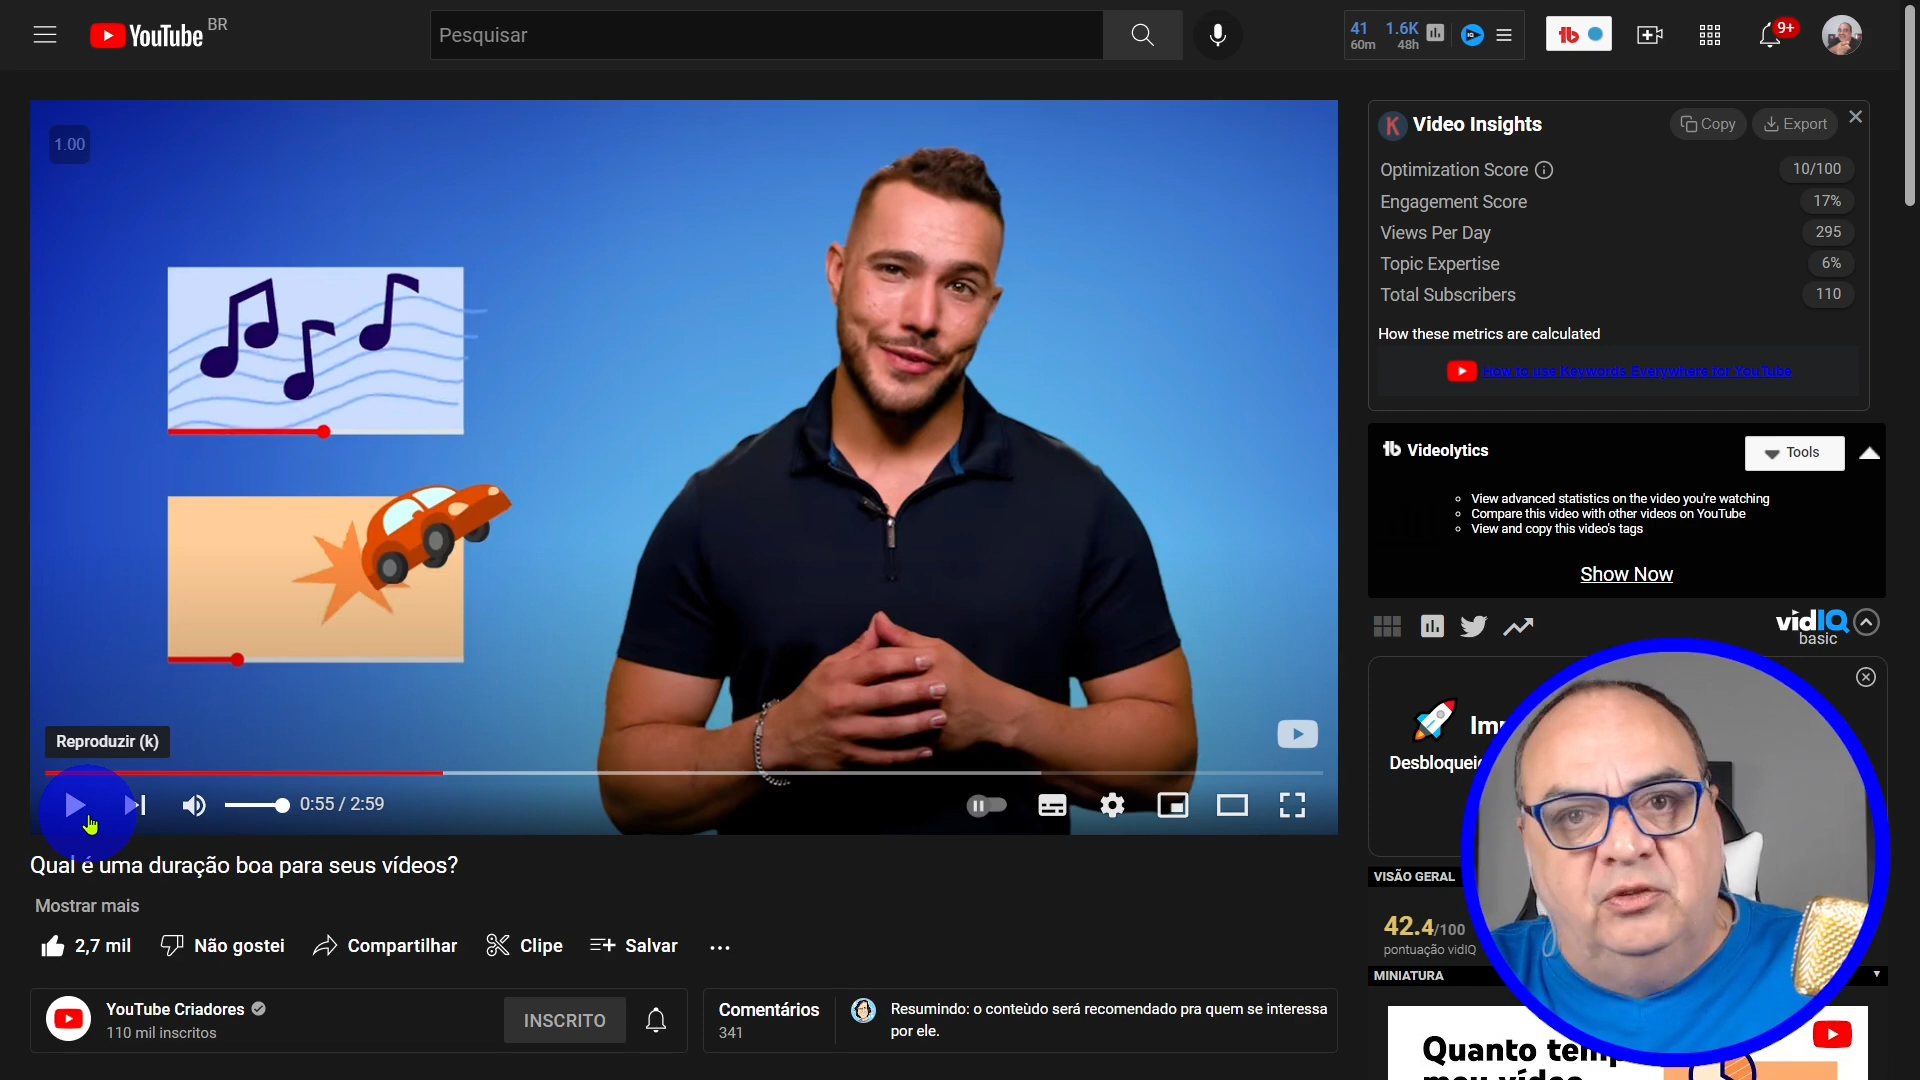 YouTube BR
Pesquisar
41 60m
1.6K 48h
9+
1.00
Reproduzir (k)
0:55 / 2:59
Qual é uma duração boa para seus vídeos?
Mostrar mais
2,7 mil
Não gostei
Compartilhar
Clipe
Salvar
YouTube Criadores
110 mil inscritos
INSCRITO
Comentários
341
Resumindo: o conteùdo será recomendado pra quem se interessa
por ele.
Video Insights
Copy
Export
Optimization Score 10/100
Engagement Score 17%
Views Per Day 295
Topic Expertise 6%
Total Subscribers 110
How these metrics are calculated
How to use Keywords Everywhere for YouTube
tb Videolytics
Tools
View advanced statistics on the video you're watching
Compare this video with other videos on YouTube
View and copy this video's tags
Show Now
vidIQ
basic
VISÃO GERAL
42.4/100
pontuação vidIQ
MINIATURA
Quanto